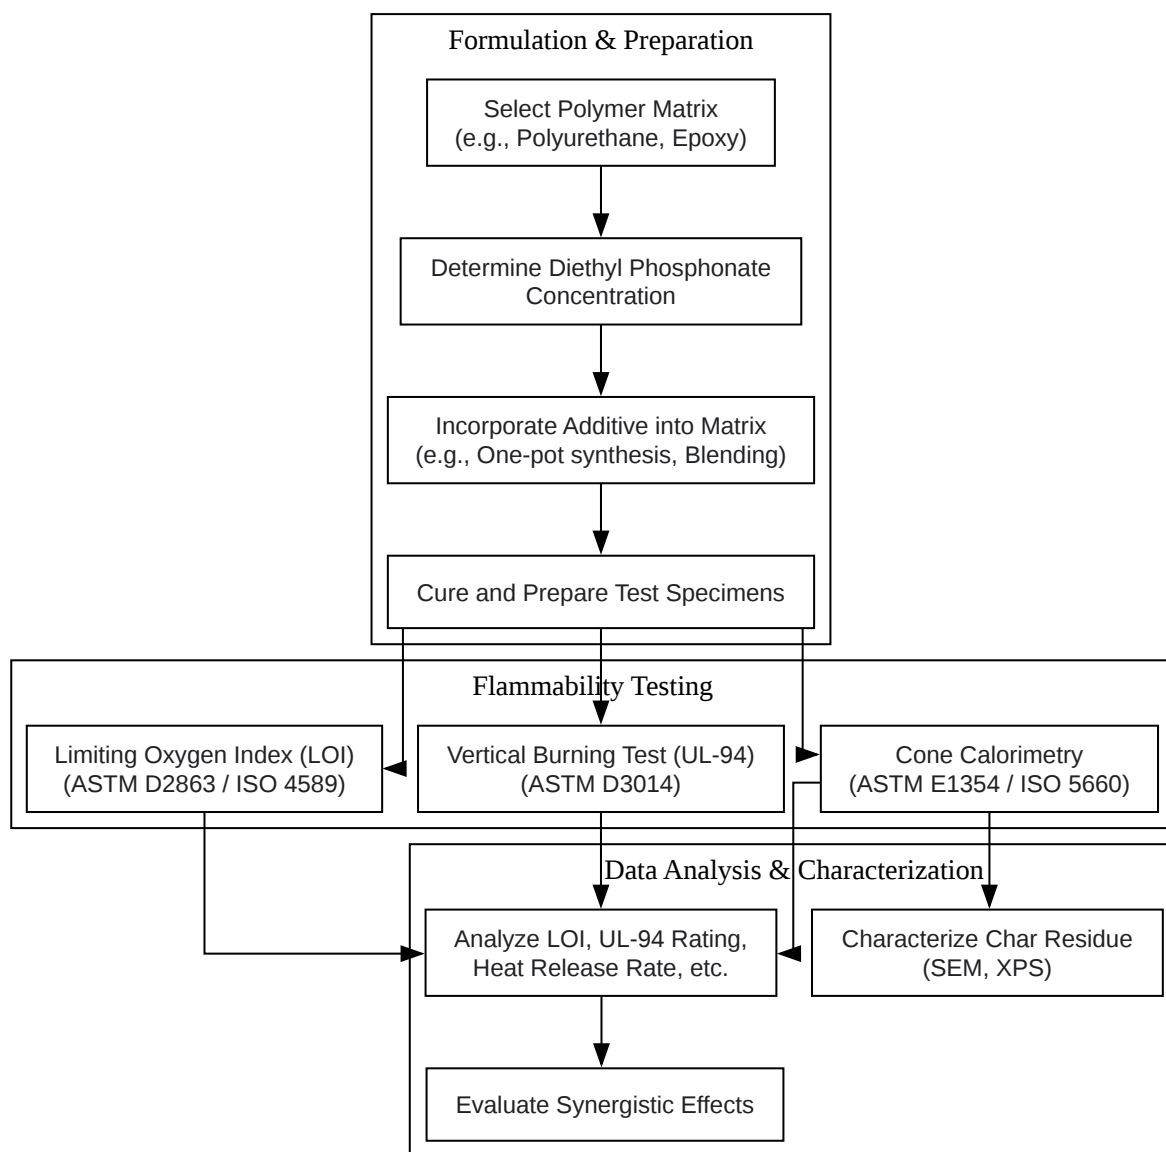 Formulation & Preparation
Select Polymer Matrix
(e.g., Polyurethane, Epoxy)
Determine Diethyl Phosphonate
Concentration
Incorporate Additive into Matrix
(e.g., One-pot synthesis, Blending)
Cure and Prepare Test Specimens
Flammability Testing
Limiting Oxygen Index (LOI)
(ASTM D2863 / ISO 4589)
Vertical Burning Test (UL-94)
(ASTM D3014)
Cone Calorimetry
(ASTM E1354 / ISO 5660)
Data Analysis & Characterization
Analyze LOI, UL-94 Rating,
Heat Release Rate, etc.
Characterize Char Residue
(SEM, XPS)
Evaluate Synergistic Effects